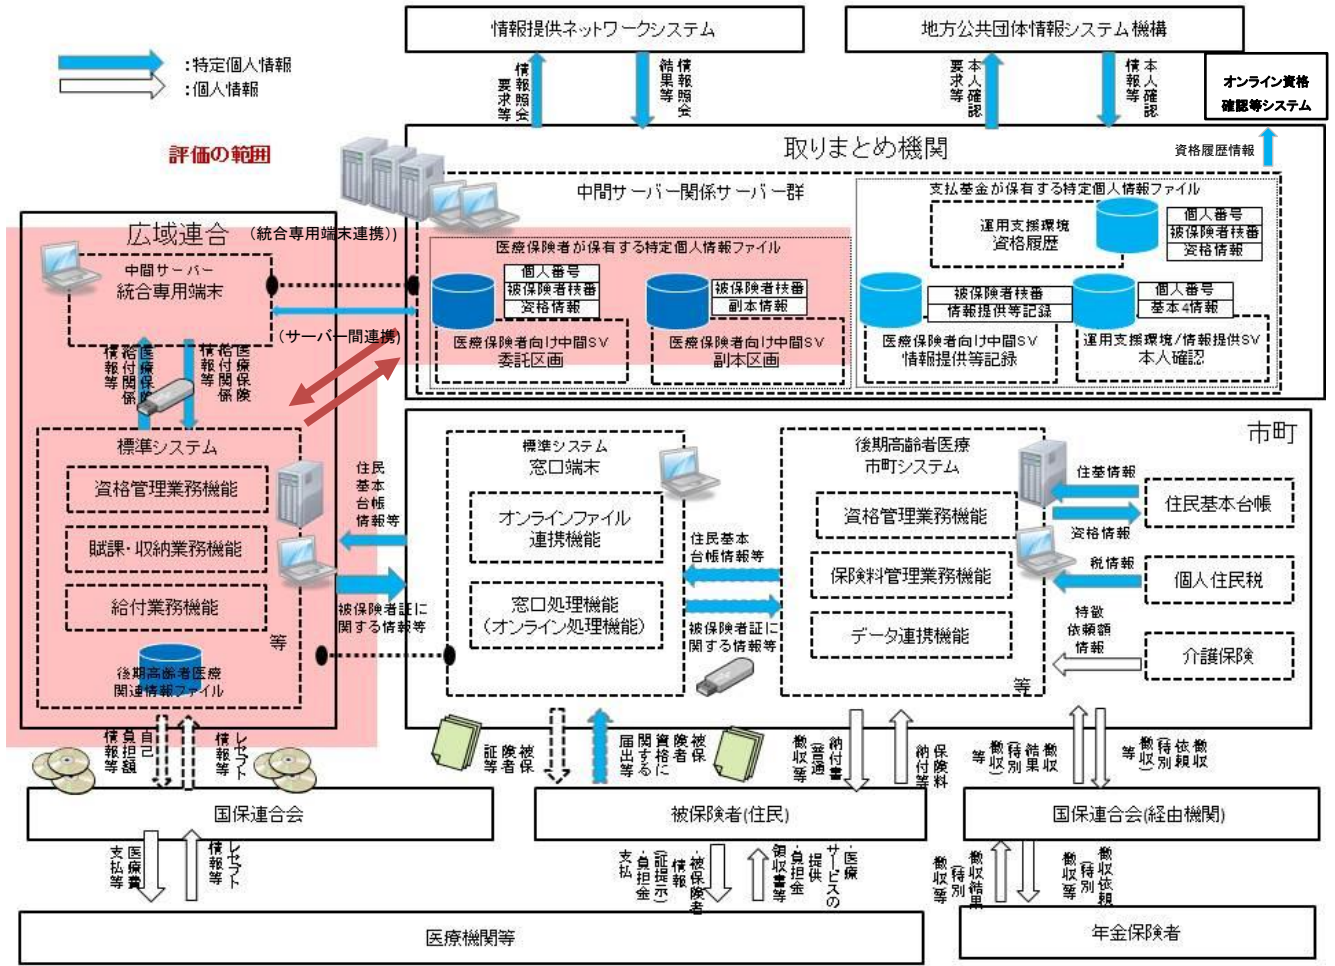 :特定個人情報
:個人情報
評価の範囲
情報提供ネットワークシステム
地方公共団体情報システム機構
オンライン資格
確認等システム
情報照会
要求等
情報照会
結果等
本人確認
要求等
本人確認
情報等
資格履歴情報
取りまとめ機関
中間サーバー関係サーバー群
支払基金が保有する特定個人情報ファイル
運用支援環境
資格履歴
個人番号
被保険者枝番
資格情報
医療保険者が保有する特定個人情報ファイル
個人番号
被保険者枝番
資格情報
医療保険者向け中間SV
委託区画
被保険者枝番
副本情報
医療保険者向け中間SV
副本区画
被保険者枝番
情報提供等記録
医療保険者向け中間SV
情報提供等記録
個人番号
基本4情報
運用支援環境/情報提供SV
本人確認
広域連合
(統合専用端末連携))
中間サーバー
統合専用端末
(サーバー間連携)
医療保険
給付関係
情報等
医療保険
給付関係
情報等
標準システム
資格管理業務機能
賦課・収納業務機能
給付業務機能
等
後期高齢者医療
関連情報ファイル
住民
基本
台帳
情報等
被保険者証に
関する情報等
市町
標準システム
窓口端末
オンラインファイル
連携機能
窓口処理機能
(オンライン処理機能)
住民基本
台帳情報等
被保険者証に
関する情報等
後期高齢者医療
市町システム
資格管理業務機能
保険料管理業務機能
データ連携機能
等
住基情報
資格情報
税情報
特徴
依頼額
情報
住民基本台帳
個人住民税
介護保険
自己
負担額
情報等
レセプト
情報等
被保
険者
証等
被保
険者
資格に
関する
届出等
納付書
(普通
徴収)等
保険料
納付等
徴収
結果
(特別
徴収)等
徴収
依頼
(特別
徴収)等
国保連合会
被保険者(住民)
国保連合会(経由機関)
医療費
支払等
レセプト
情報等
・被保険者
情報
(証提示)
・負担金
支払
・医療
サービスの
提供
・負担金
領収書等
徴収結果
(特別
徴収)等
徴収依頼
(特別
徴収)等
医療機関等
年金保険者